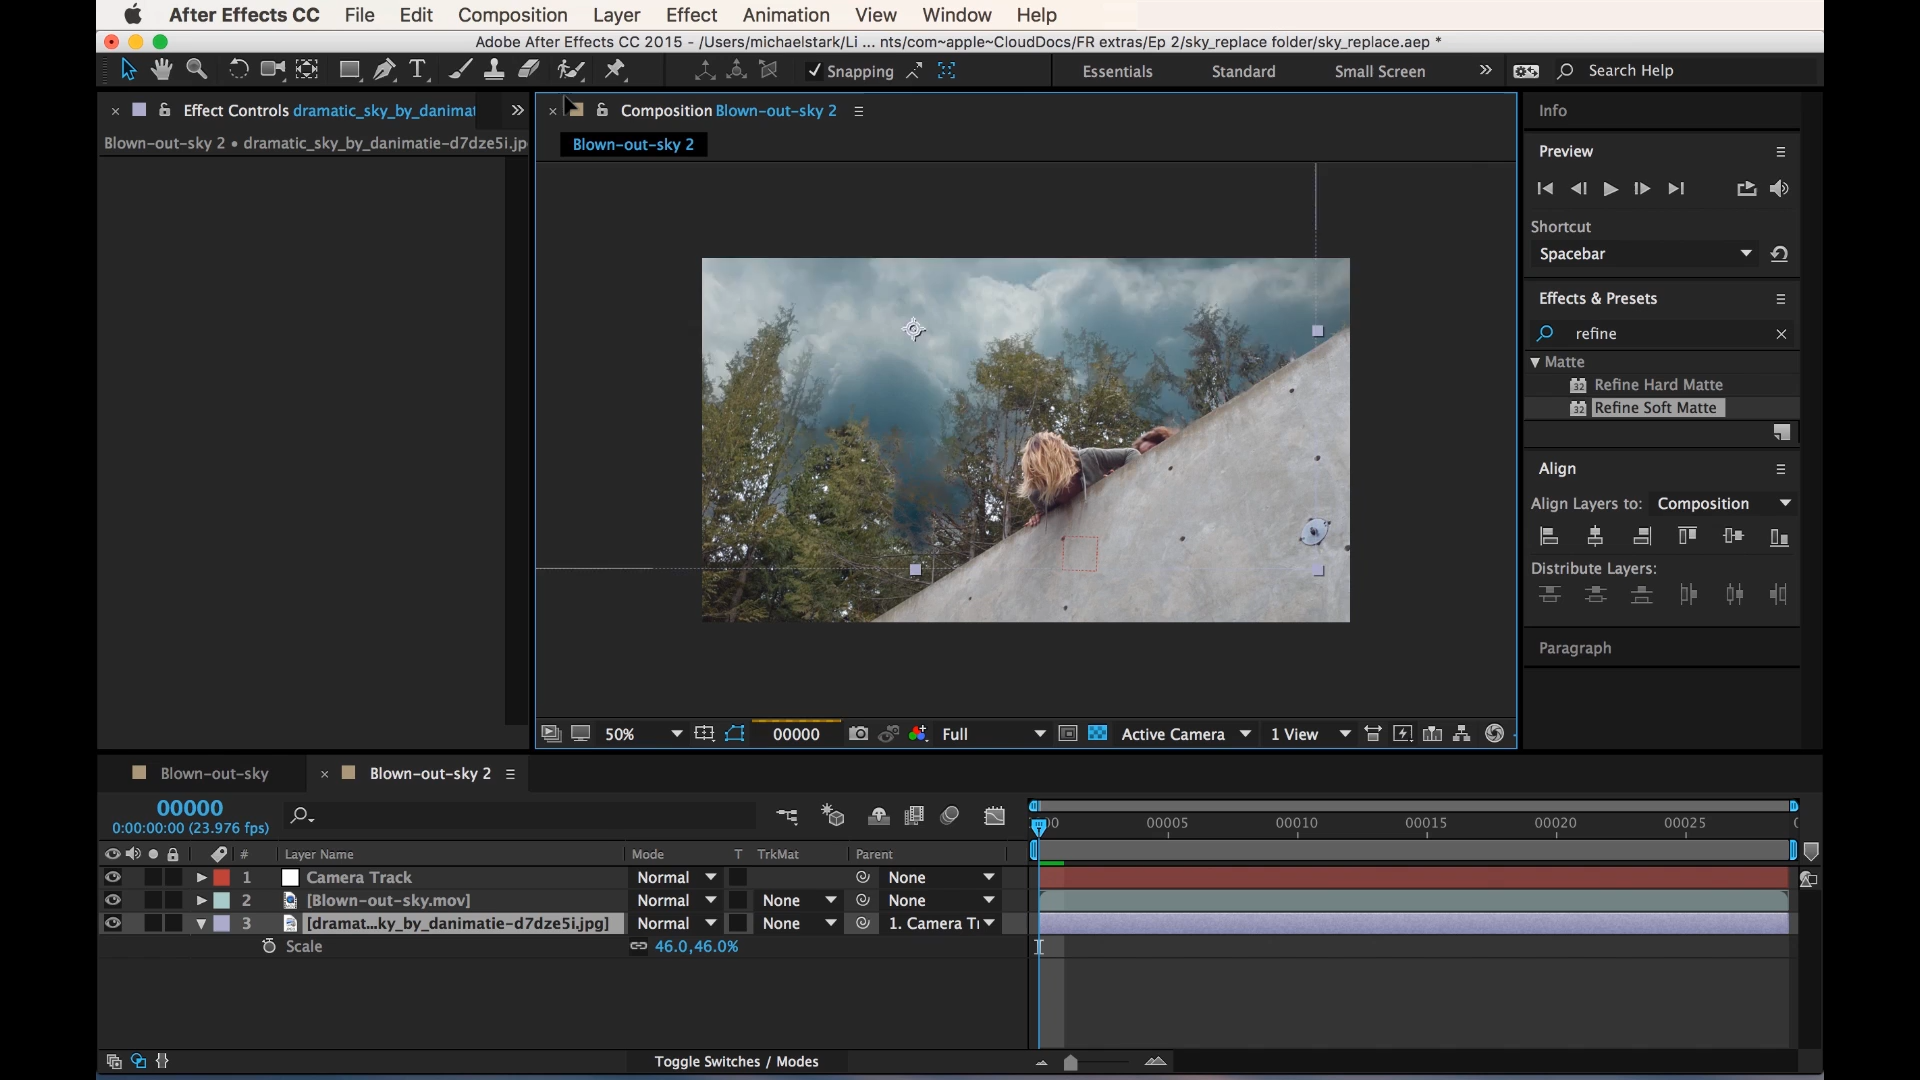 After Effects CC File Edit Composition Layer Effect Animation View Window Help
Adobe After Effects CC 2015 - /Users/michaelstark/Li ... nts/com~apple~CloudDocs/FR extras/Ep 2/sky_replace folder/sky_replace.aep *
T Snapping Essentials Standard Small Screen » Search Help
× Effect Controls dramatic_sky_by_danimat »
Blown-out-sky 2 • dramatic_sky_by_danimatie-d7dze5i.jp
× Composition Blown-out-sky 2
Blown-out-sky 2
50% 00000 Full Active Camera 1 View
Info
Preview
Shortcut
Spacebar
Effects & Presets
refine ×
Matte
32 Refine Hard Matte
32 Refine Soft Matte
Align
Align Layers to: Composition
Distribute Layers:
Paragraph
Blown-out-sky × Blown-out-sky 2
00000
0:00:00:00 (23.976 fps)
00 00005 00010 00015 00020 00025
# Layer Name Mode T TrkMat Parent
1 Camera Track Normal None
2 [Blown-out-sky.mov] Normal None None
3 [dramat...ky_by_danimatie-d7dze5i.jpg] Normal None 1. Camera Tr
Scale 46.0,46.0%
Toggle Switches / Modes